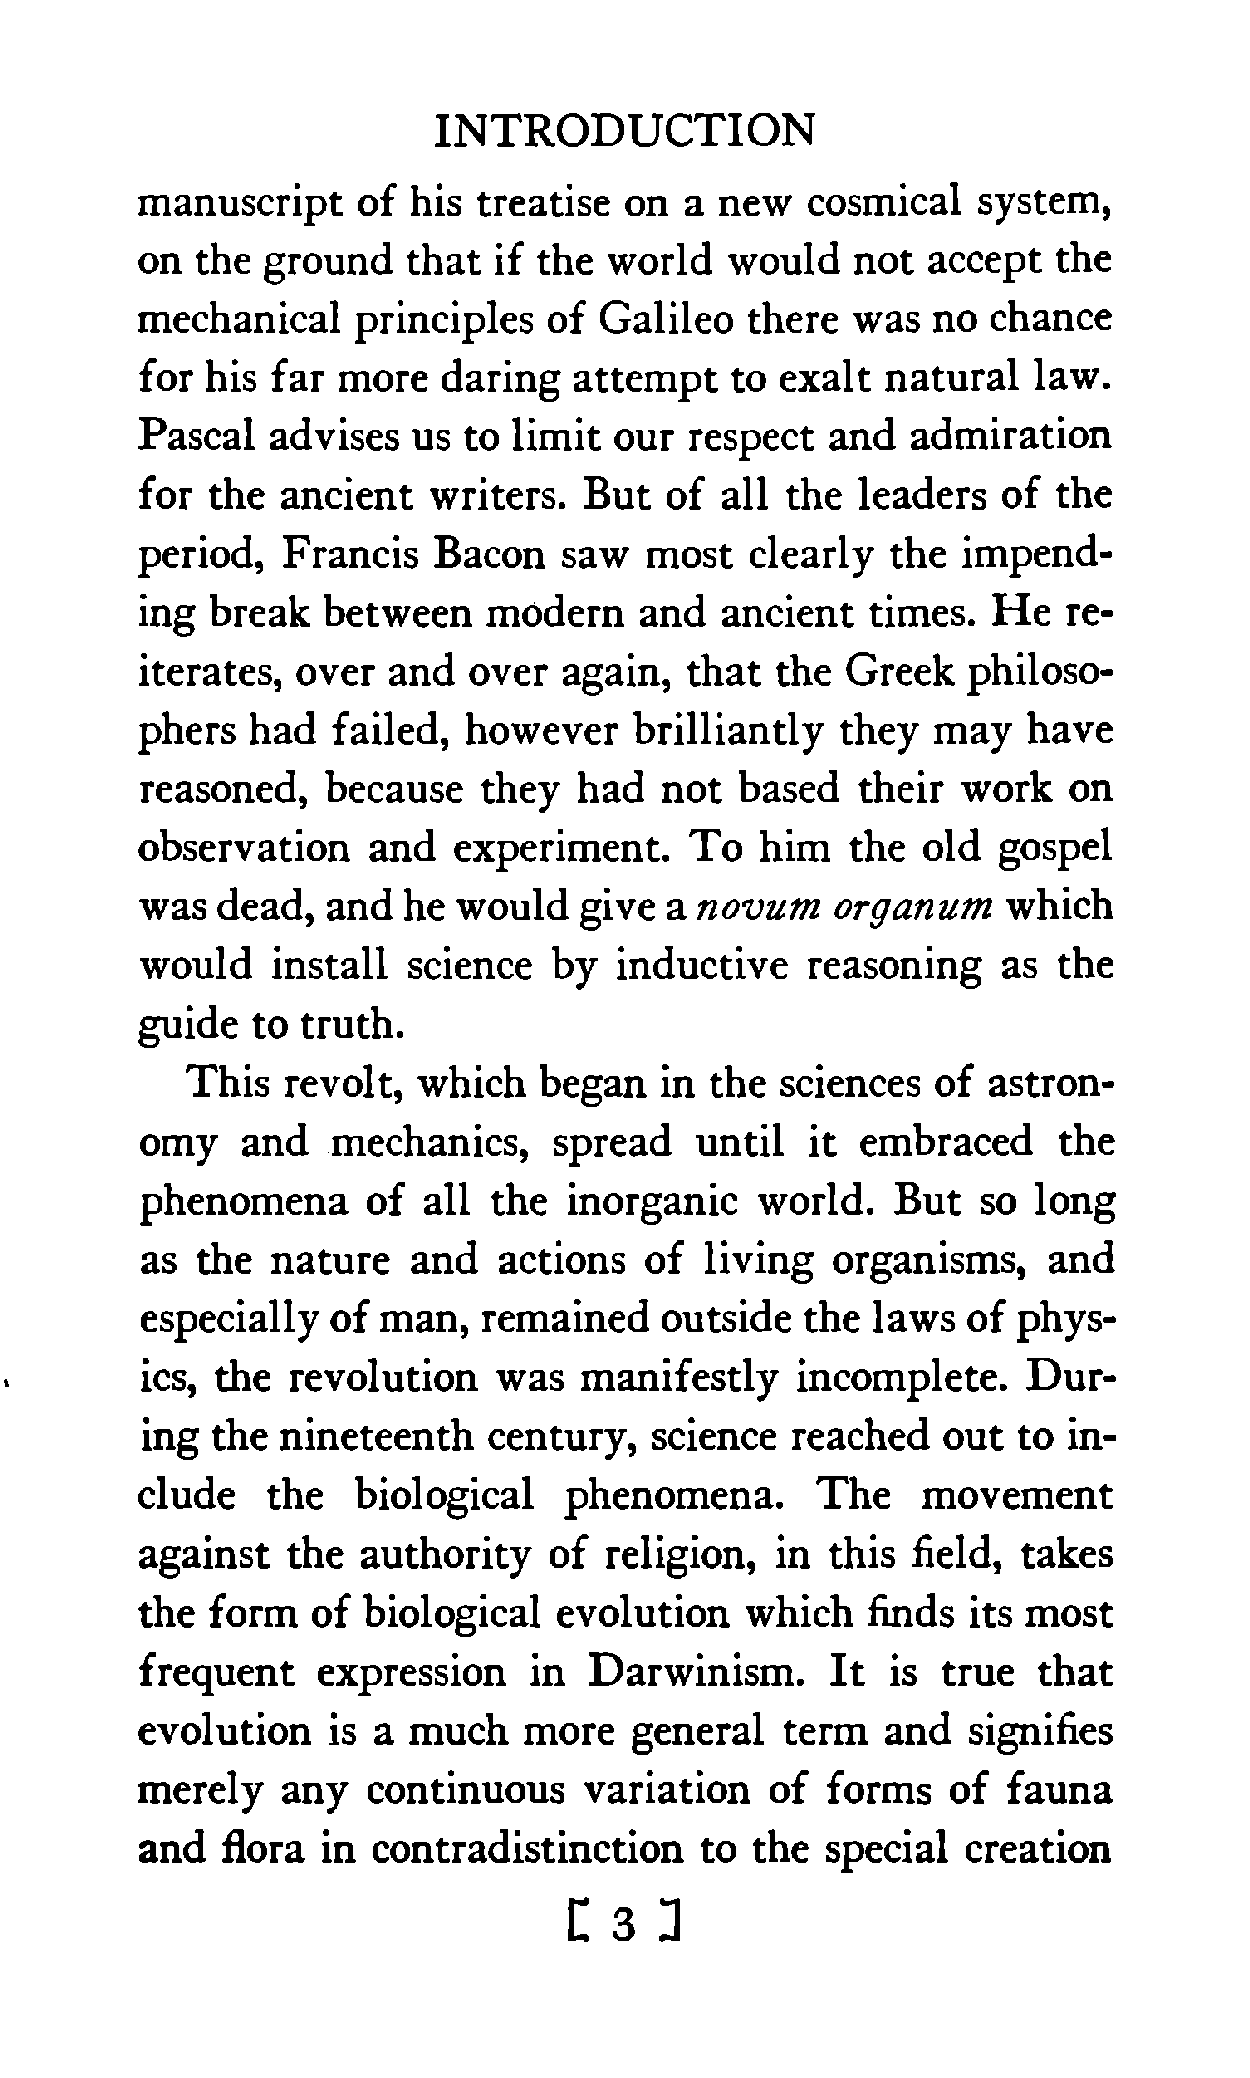 INTRODUCTION
manuscript of his treatise on a new cosmical system,
on the ground that if the world would not accept the
mechanical principles of Galileo there was no chance
for his far more daring attempt to exalt natural law.
Pascal advises us to limit our respect and admiration
for the ancient writers. But of all the leaders of the
period, Francis Bacon saw most clearly the impend-
ing break between modern and ancient times. He re-
iterates, over and over again, that the Greek philoso-
phers had failed, however brilliantly they may have
reasoned, because they had not based their work on
observation and experiment. To him the old gospel
was dead, and he would give a novum organum which
would install science by inductive reasoning as the
guide to truth.
This revolt, which began in the sciences of astron-
omy and mechanics, spread until it embraced the
phenomena of all the inorganic world. But so long
as the nature and actions of living organisms, and
especially of man, remained outside the laws of phys-
ics, the revolution was manifestly incomplete. Dur-
ing the nineteenth century, science reached out to in-
clude the biological phenomena. The movement
against the authority of religion, in this field, takes
the form of biological evolution which finds its most
frequent expression in Darwinism. It is true that
evolution is a much more general term and signifies
merely any continuous variation of forms of fauna
and flora in contradistinction to the special creation
[ 3 ]